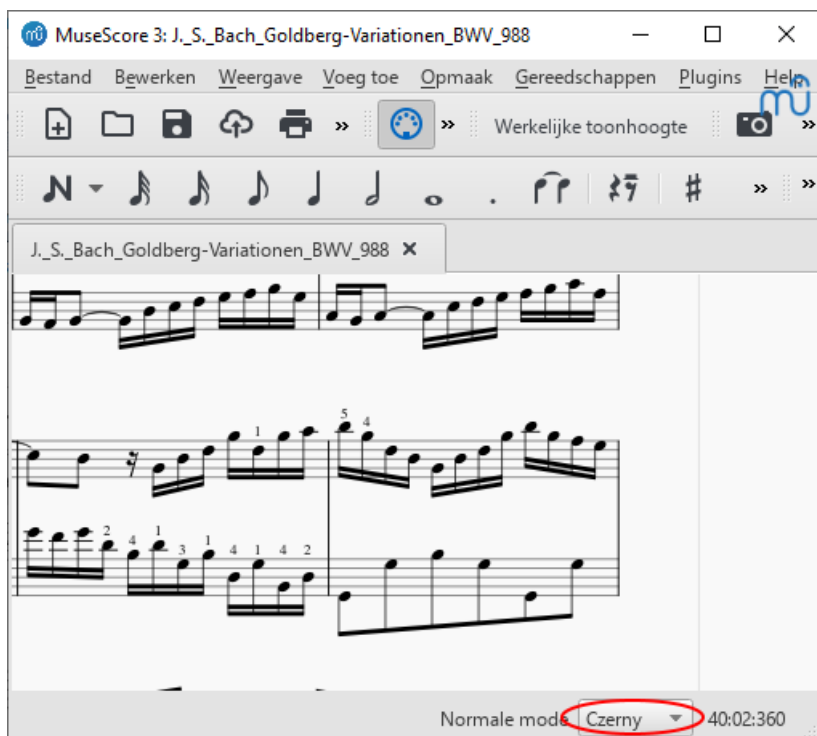 MuseScore 3: J._S._Bach_Goldberg-Variationen_BWV_988
Bestand Bewerken Weergave Voeg toe Opmaak Gereedschappen Plugins Help
Werkelijke toonhoogte
J._S._Bach_Goldberg-Variationen_BWV_988
1 5 4
2 4 1 3 1 4 1 4 2
Normale mode Czerny 40:02:360